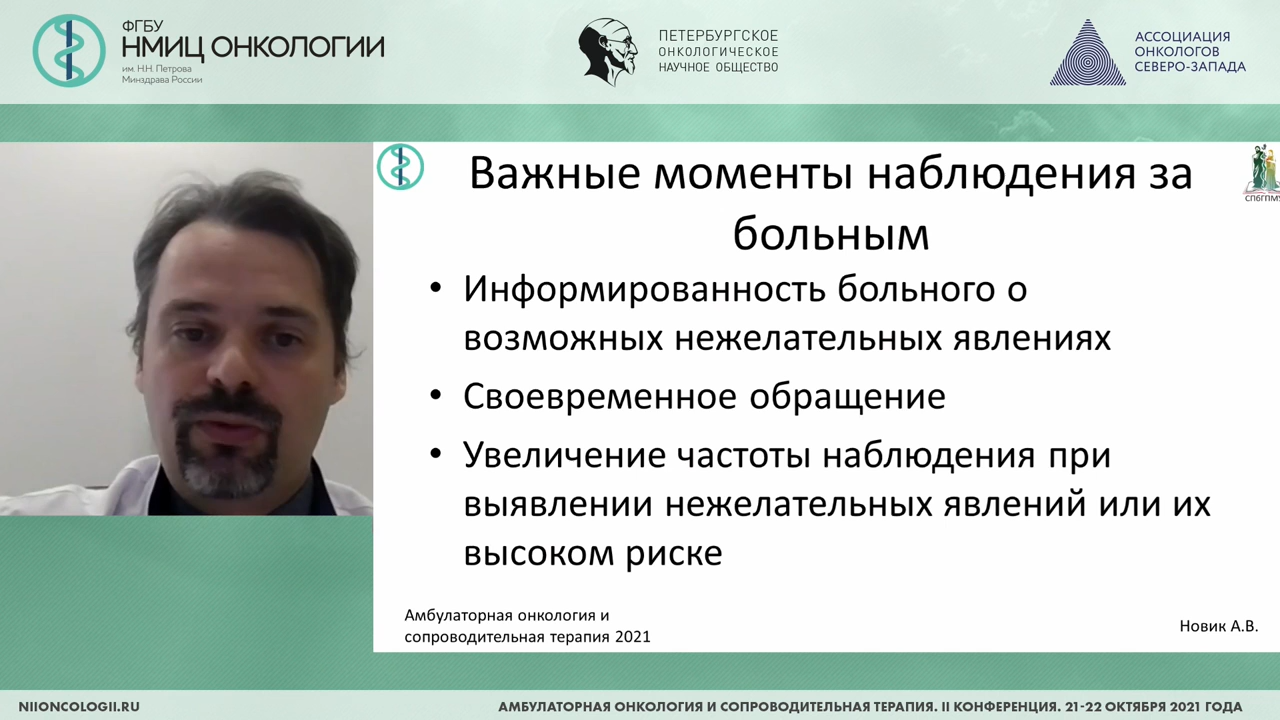 ФГБУ
НМИЦ ОНКОЛОГИИ
им. Н.Н. Петрова
Минздрава России
ПЕТЕРБУРГСКОЕ
ОНКОЛОГИЧЕСКОЕ
НАУЧНОЕ ОБЩЕСТВО
АССОЦИАЦИЯ
ОНКОЛОГОВ
СЕВЕРО-ЗАПАДА
Важные моменты наблюдения за
больным
СПбГПМУ
• Информированность больного о
возможных нежелательных явлениях
• Своевременное обращение
• Увеличение частоты наблюдения при
выявлении нежелательных явлений или их
высоком риске
Амбулаторная онкология и
сопроводительная терапия 2021
Новик А.В.
NIIONCOLOGII.RU
АМБУЛАТОРНАЯ ОНКОЛОГИЯ И СОПРОВОДИТЕЛЬНАЯ ТЕРАПИЯ. II КОНФЕРЕНЦИЯ. 21-22 ОКТЯБРЯ 2021 ГОДА